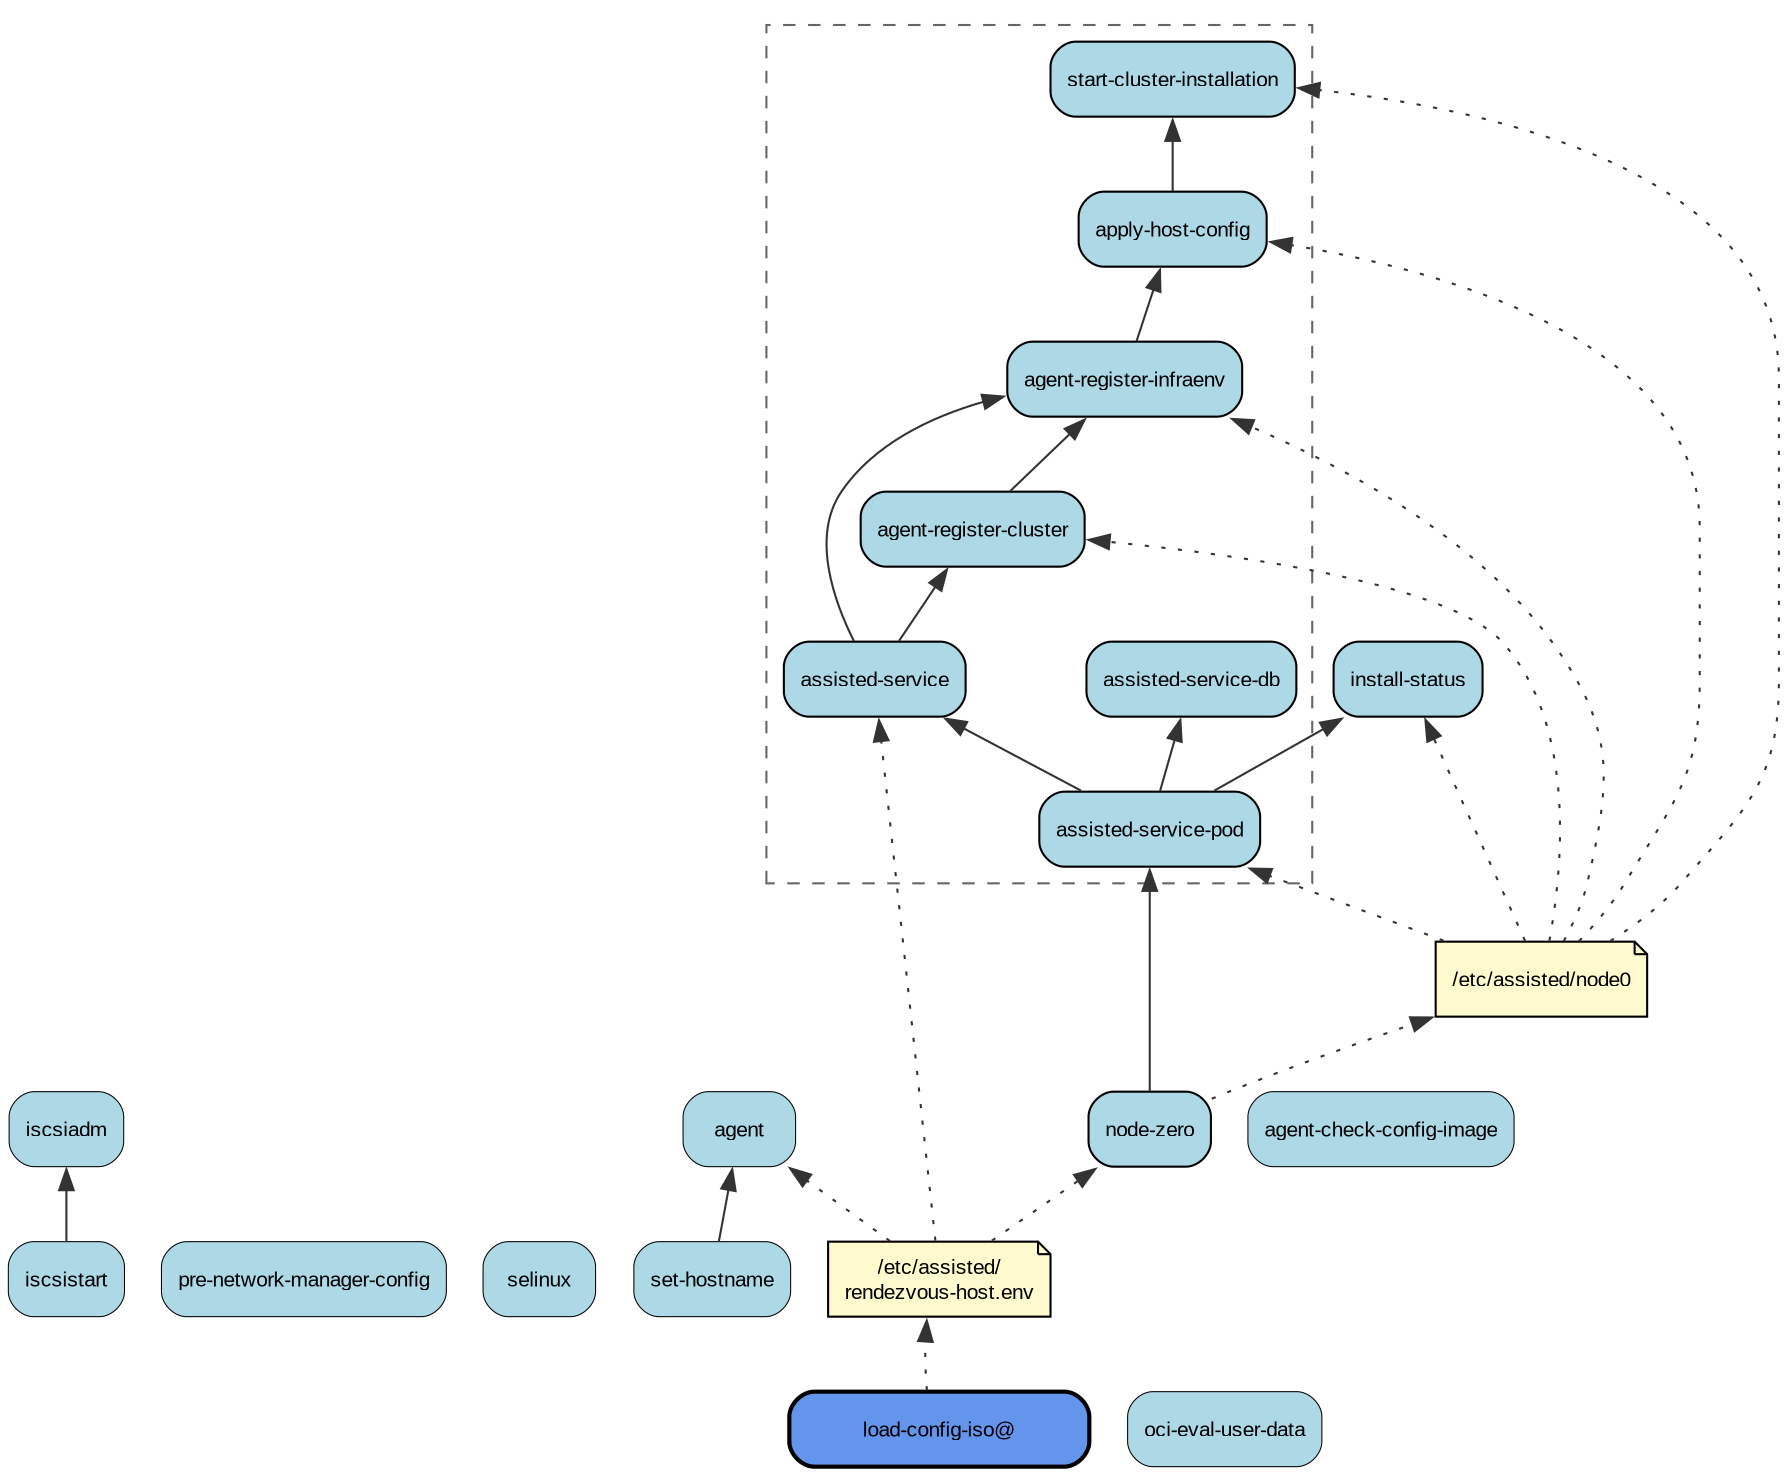 start-cluster-installation
apply-host-config
agent-register-infraenv
agent-register-cluster
assisted-service
assisted-service-db
install-status
assisted-service-pod
/etc/assisted/node0
iscsiadm
agent
node-zero
agent-check-config-image
iscsistart
pre-network-manager-config
selinux
set-hostname
/etc/assisted/
rendezvous-host.env
load-config-iso@
oci-eval-user-data